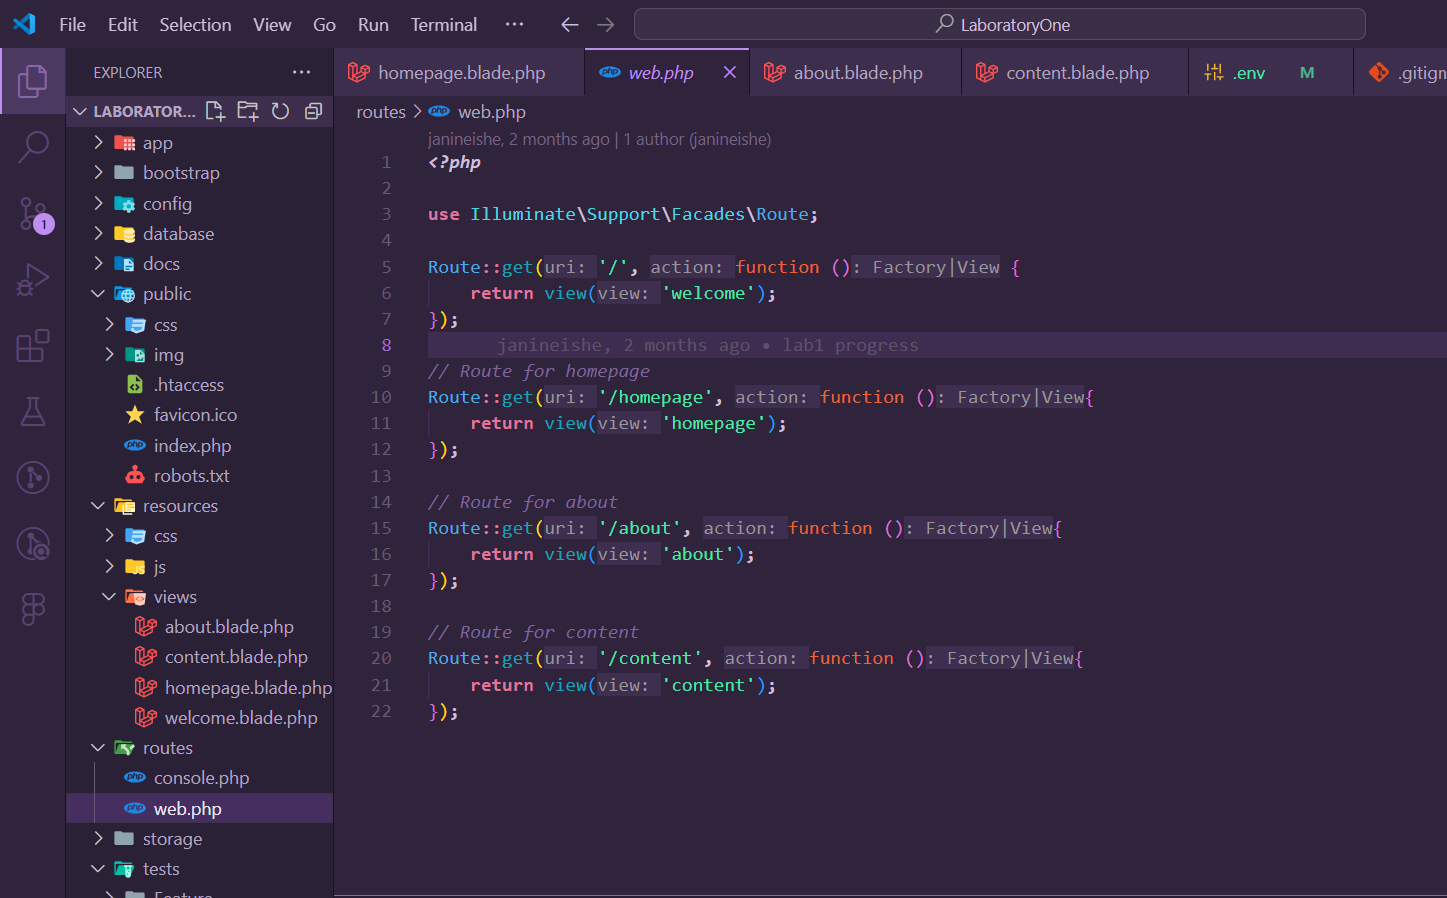 File Edit Selection View Go Run Terminal ··· LaboratoryOne
EXPLORER
homepage.blade.php
web.php
about.blade.php
content.blade.php
.env M
.gitign
LABORATOR...
routes > web.php
app
bootstrap
config
database
docs
public
css
img
.htaccess
favicon.ico
index.php
robots.txt
resources
css
js
views
about.blade.php
content.blade.php
homepage.blade.php
welcome.blade.php
routes
console.php
web.php
storage
tests
Feature
1
janineishe, 2 months ago | 1 author (janineishe)
1 <?php
2
3 use Illuminate\Support\Facades\Route;
4
5 Route::get(uri: '/', action: function (): Factory|View {
6 return view(view: 'welcome');
7 });
8 janineishe, 2 months ago • lab1 progress
9 // Route for homepage
10 Route::get(uri: '/homepage', action: function (): Factory|View{
11 return view(view: 'homepage');
12 });
13
14 // Route for about
15 Route::get(uri: '/about', action: function (): Factory|View{
16 return view(view: 'about');
17 });
18
19 // Route for content
20 Route::get(uri: '/content', action: function (): Factory|View{
21 return view(view: 'content');
22 });